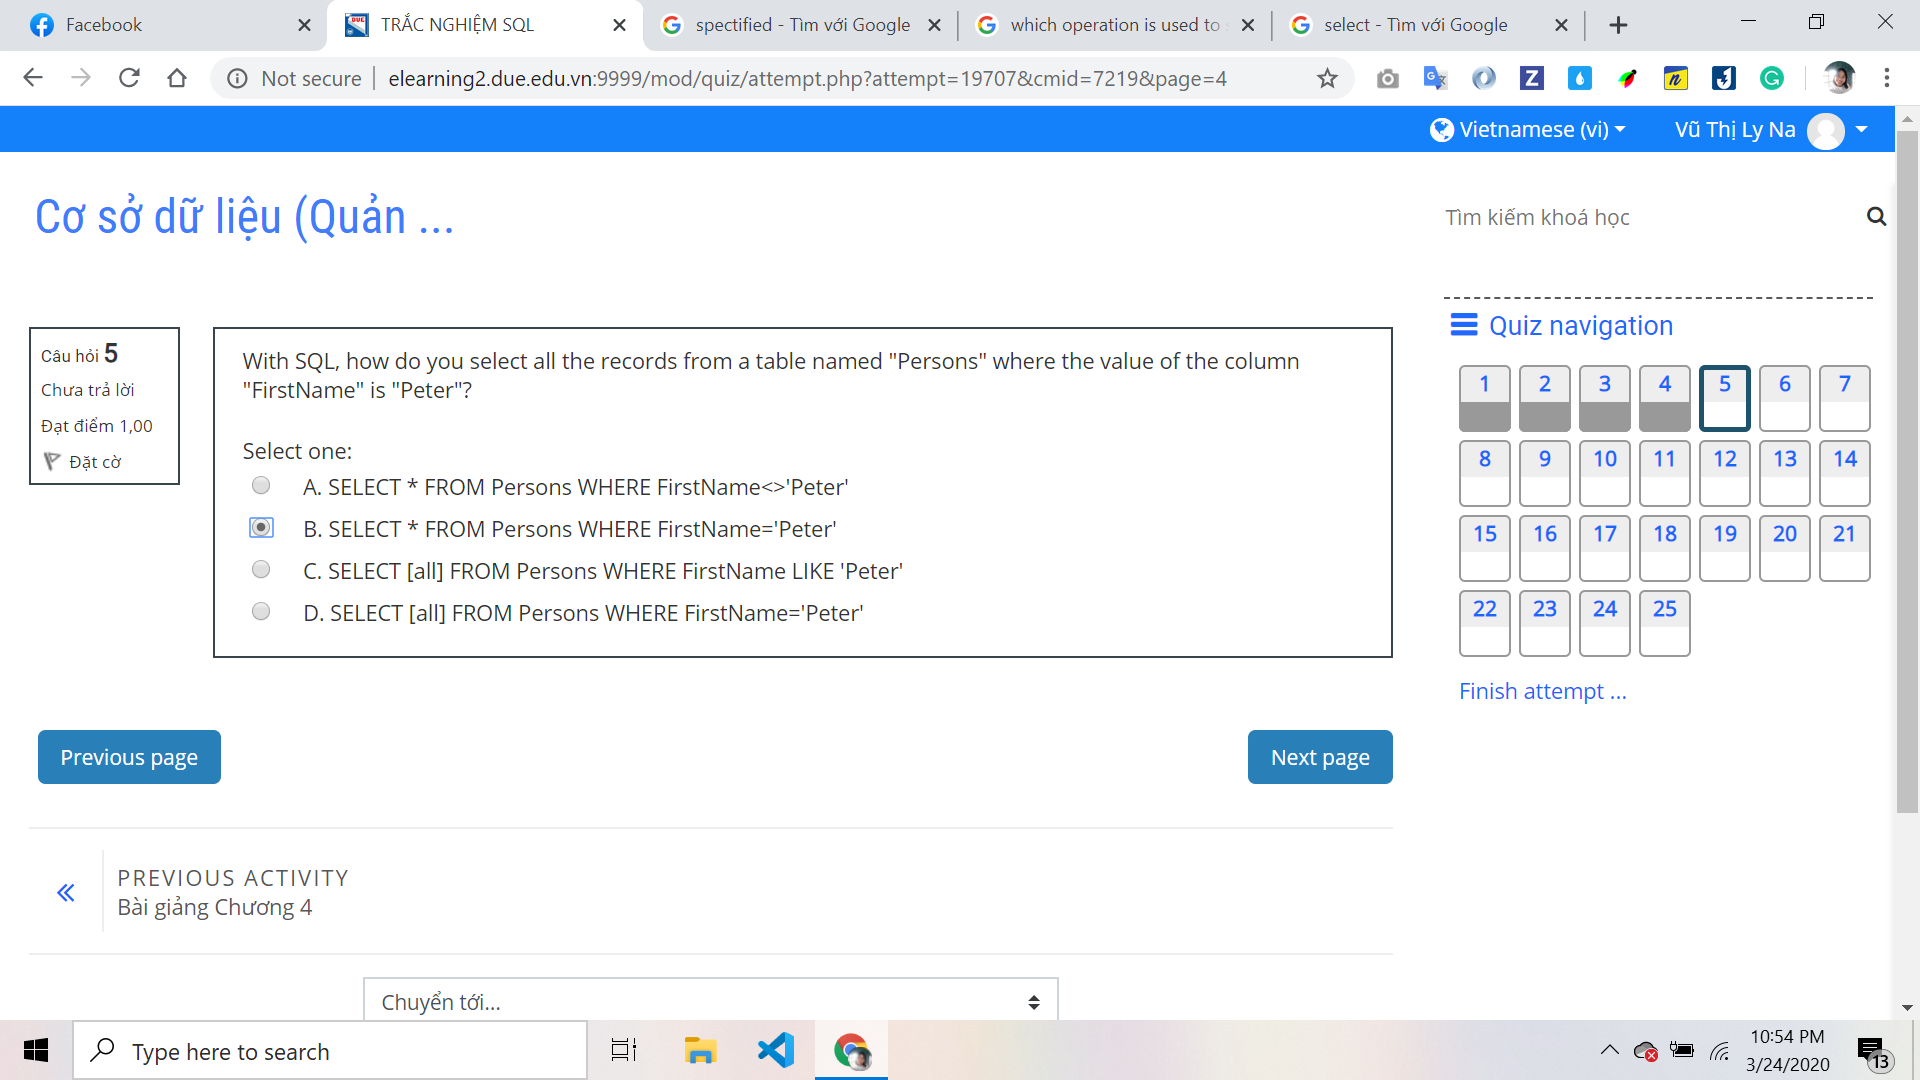 Facebook
TRẮC NGHIỆM SQL
spectified - Tìm với Google
which operation is used to
select - Tìm với Google
Not secure
elearning2.due.edu.vn:9999/mod/quiz/attempt.php?attempt=19707&cmid=7219&page=4
Vietnamese (vi)
Vũ Thị Ly Na
Cơ sở dữ liệu (Quản ...
Tìm kiếm khoá học
Câu hỏi 5
Chưa trả lời
Đạt điểm 1,00
Đặt cờ
With SQL, how do you select all the records from a table named "Persons" where the value of the column
"FirstName" is "Peter"?
Select one:
A. SELECT * FROM Persons WHERE FirstName<>'Peter'
B. SELECT * FROM Persons WHERE FirstName='Peter'
C. SELECT [all] FROM Persons WHERE FirstName LIKE 'Peter'
D. SELECT [all] FROM Persons WHERE FirstName='Peter'
Quiz navigation
1 2 3 4 5 6 7
8 9 10 11 12 13 14
15 16 17 18 19 20 21
22 23 24 25
Finish attempt ...
Previous page
Next page
PREVIOUS ACTIVITY
Bài giảng Chương 4
Chuyển tới...
Type here to search
10:54 PM
3/24/2020
13